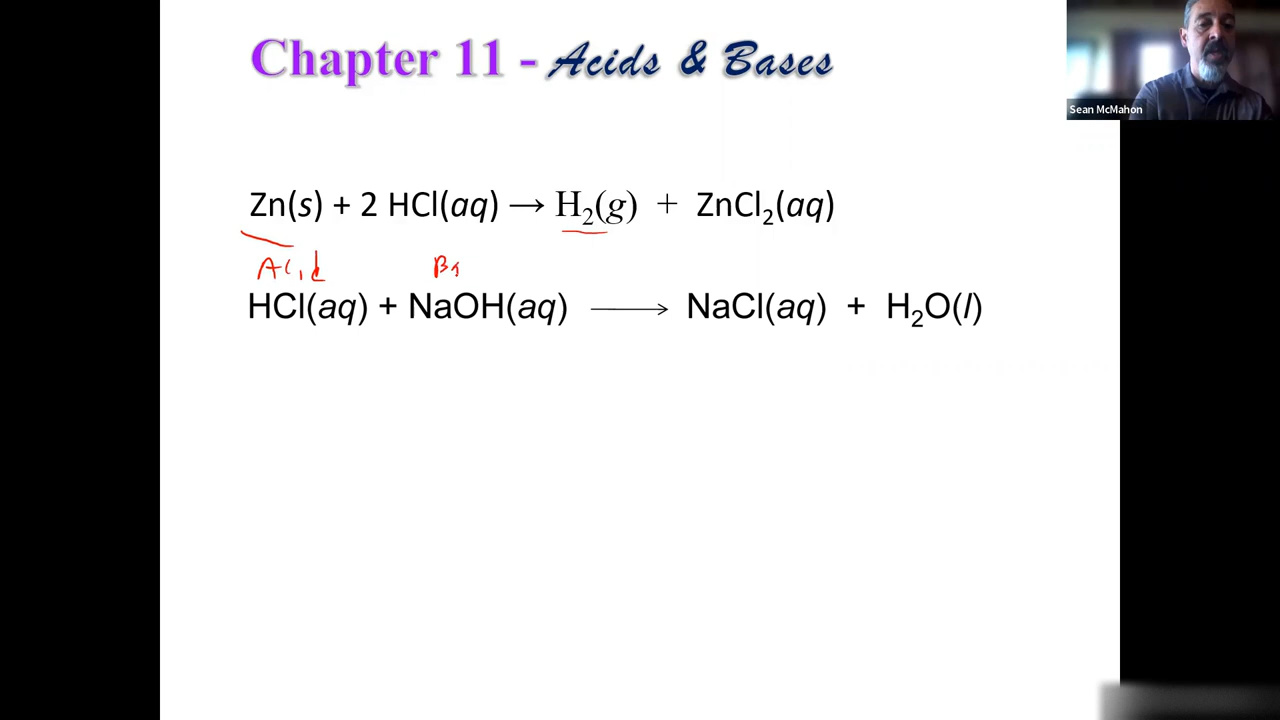 Chapter 11 - Acids & Bases
Sean McMahon
Zn(s) + 2 HCl(aq) → H₂(g) + ZnCl₂(aq)
Acid Bs
HCl(aq) + NaOH(aq) ⟶ NaCl(aq) + H₂O(l)